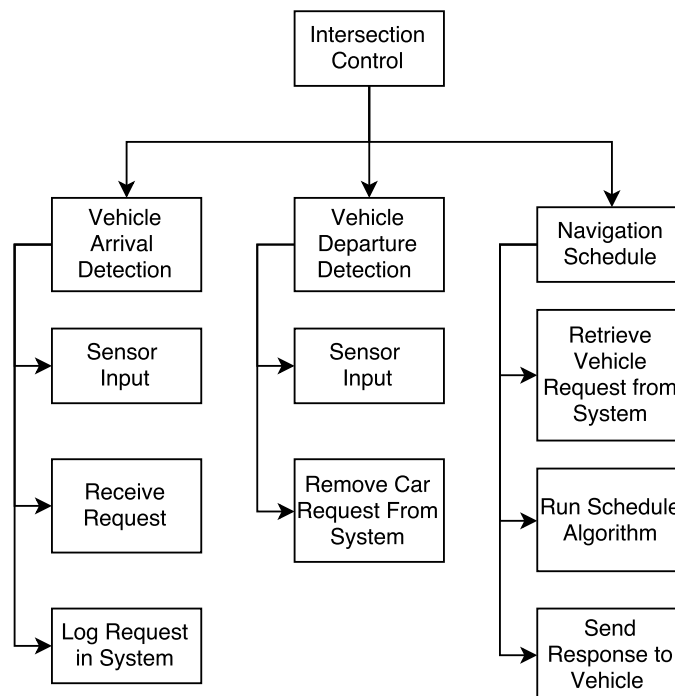 Intersection
Control
Vehicle
Arrival
Detection
Sensor
Input
Receive
Request
Log Request
in System
Vehicle
Departure
Detection
Sensor
Input
Remove Car
Request From
System
Navigation
Schedule
Retrieve
Vehicle
Request from
System
Run Schedule
Algorithm
Send
Response to
Vehicle